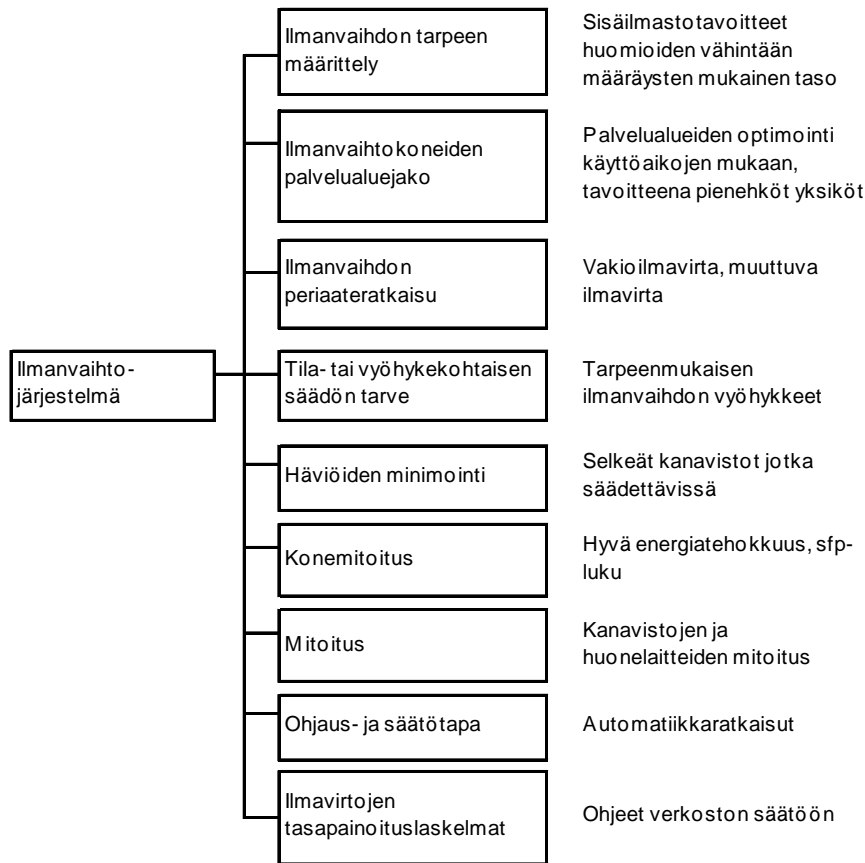 Ilmanvaihdon tarpeen
määrittely
Sisäilmastotavoitteet
huomioiden vähintään
määräysten mukainen taso
Ilmanvaihtokoneiden
palvelualuejako
Palvelualueiden optimointi
käyttöaikojen mukaan,
tavoitteena pienehköt yksiköt
Ilmanvaihdon
periaateratkaisu
Vakioilmavirta, muuttuva
ilmavirta
Ilmanvaihto-
järjestelmä
Tila- tai vyöhykekohtaisen
säädön tarve
Tarpeenmukaisen
ilmanvaihdon vyöhykkeet
Häviöiden minimointi
Selkeät kanavistot jotka
säädettävissä
Konemitoitus
Hyvä energiatehokkuus, sfp-
luku
Mitoitus
Kanavistojen ja
huonelaitteiden mitoitus
Ohjaus- ja säätötapa
Automatiikkaratkaisut
Ilmavirtojen
tasapainoituslaskelmat
Ohjeet verkoston säätöön